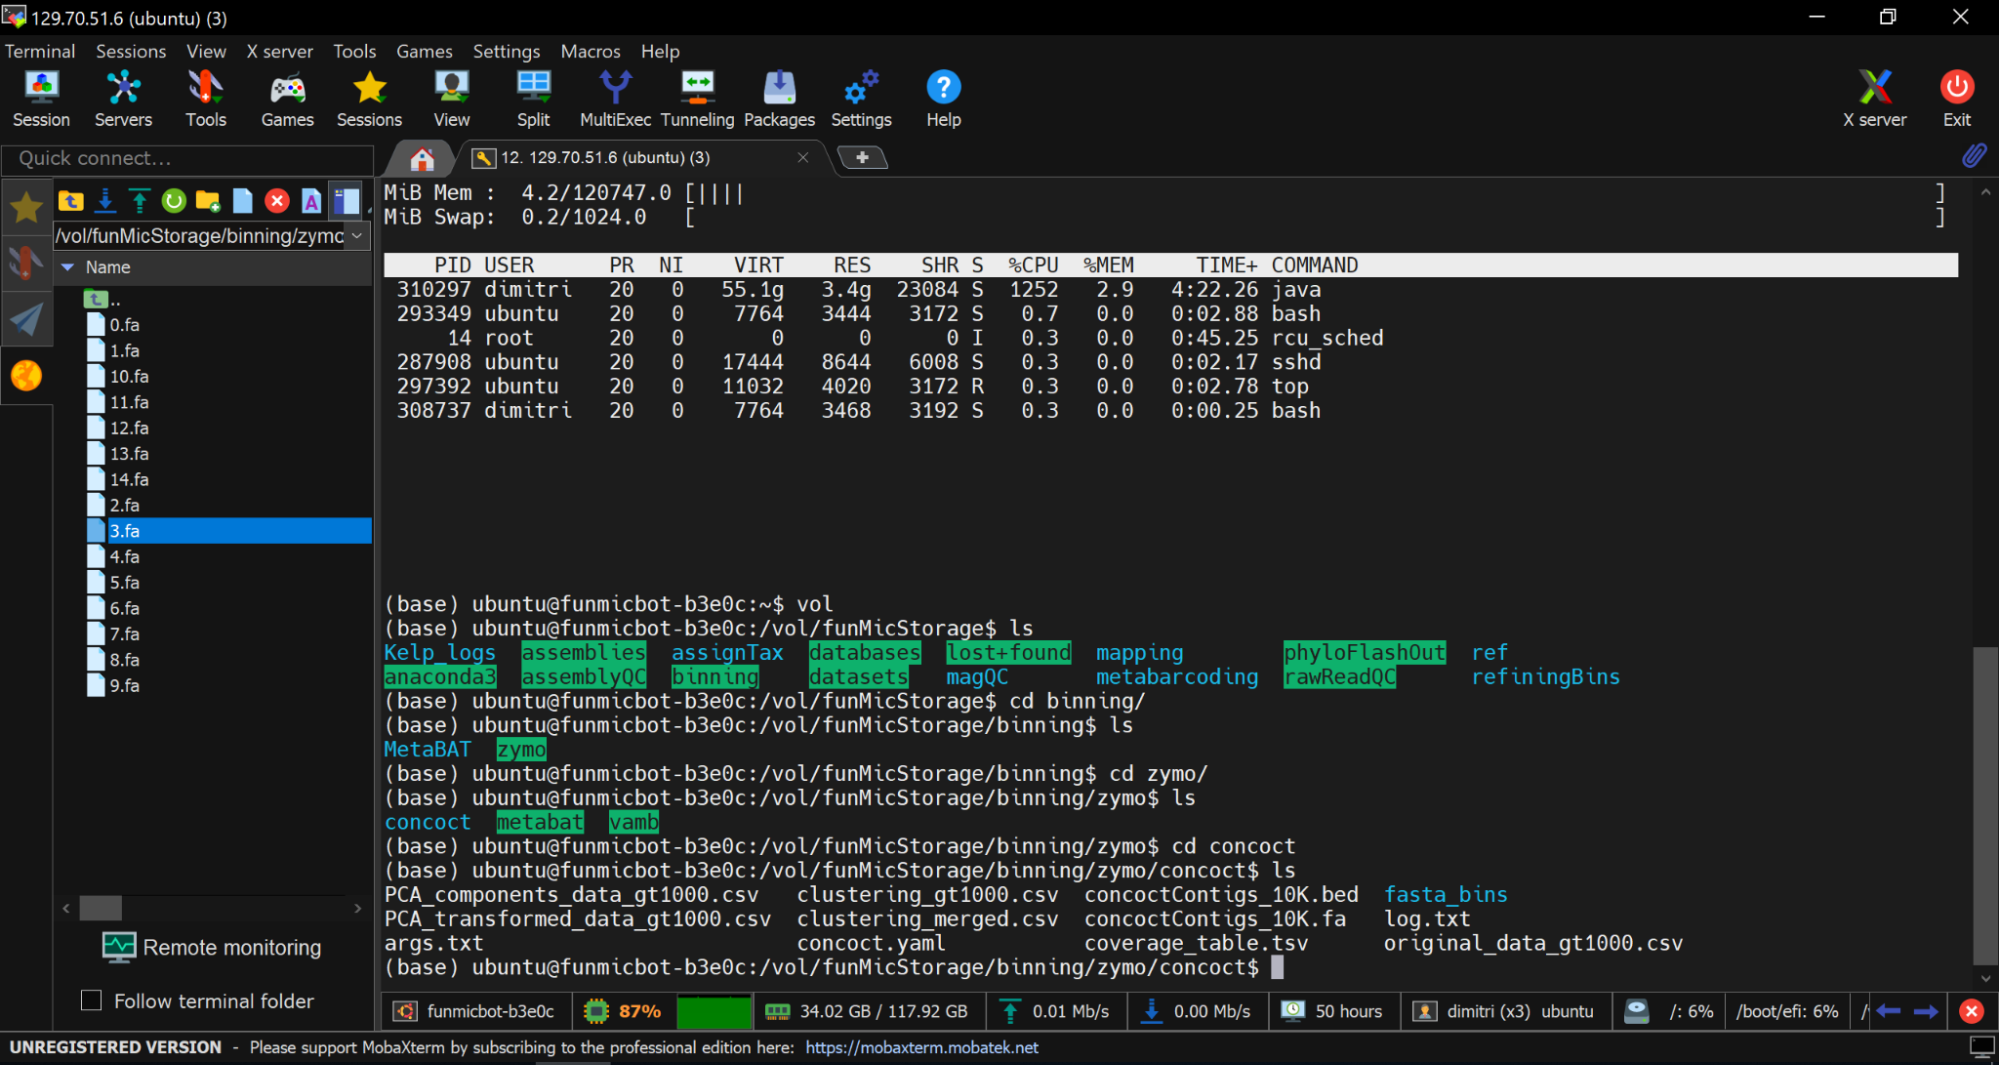 129.70.51.6 (ubuntu) (3)
Terminal Sessions View X server Tools Games Settings Macros Help
Session Servers Tools Games Sessions View Split MultiExec Tunneling Packages Settings Help X server Exit
Quick connect...
12. 129.70.51.6 (ubuntu) (3)
/vol/funMicStorage/binning/zymo
Name
..
0.fa
1.fa
10.fa
11.fa
12.fa
13.fa
14.fa
2.fa
3.fa
4.fa
5.fa
6.fa
7.fa
8.fa
9.fa
Remote monitoring
Follow terminal folder
MiB Mem :  4.2/120747.0 [|||| ]
MiB Swap:  0.2/1024.0   [ ]
PID USER PR NI VIRT RES SHR S %CPU %MEM TIME+ COMMAND
310297 dimitri 20 0 55.1g 3.4g 23084 S 1252 2.9 4:22.26 java
293349 ubuntu 20 0 7764 3444 3172 S 0.7 0.0 0:02.88 bash
14 root 20 0 0 0 0 I 0.3 0.0 0:45.25 rcu_sched
287908 ubuntu 20 0 17444 8644 6008 S 0.3 0.0 0:02.17 sshd
297392 ubuntu 20 0 11032 4020 3172 R 0.3 0.0 0:02.78 top
308737 dimitri 20 0 7764 3468 3192 S 0.3 0.0 0:00.25 bash
(base) ubuntu@funmicbot-b3e0c:~$ vol
(base) ubuntu@funmicbot-b3e0c:/vol/funMicStorage$ ls
Kelp_logs assemblies assignTax databases lost+found mapping phyloFlashOut ref
anaconda3 assemblyQC binning datasets magQC metabarcoding rawReadQC refiningBins
(base) ubuntu@funmicbot-b3e0c:/vol/funMicStorage$ cd binning/
(base) ubuntu@funmicbot-b3e0c:/vol/funMicStorage/binning$ ls
MetaBAT zymo
(base) ubuntu@funmicbot-b3e0c:/vol/funMicStorage/binning$ cd zymo/
(base) ubuntu@funmicbot-b3e0c:/vol/funMicStorage/binning/zymo$ ls
concoct metabat vamb
(base) ubuntu@funmicbot-b3e0c:/vol/funMicStorage/binning/zymo$ cd concoct
(base) ubuntu@funmicbot-b3e0c:/vol/funMicStorage/binning/zymo/concoct$ ls
PCA_components_data_gt1000.csv clustering_gt1000.csv concoctContigs_10K.bed fasta_bins
PCA_transformed_data_gt1000.csv clustering_merged.csv concoctContigs_10K.fa log.txt
args.txt concoct.yaml coverage_table.tsv original_data_gt1000.csv
(base) ubuntu@funmicbot-b3e0c:/vol/funMicStorage/binning/zymo/concoct$
funmicbot-b3e0c 87% 34.02 GB / 117.92 GB 0.01 Mb/s 0.00 Mb/s 50 hours dimitri (x3) ubuntu /: 6% /boot/efi: 6% /
UNREGISTERED VERSION - Please support MobaXterm by subscribing to the professional edition here: https://mobaxterm.mobatek.net